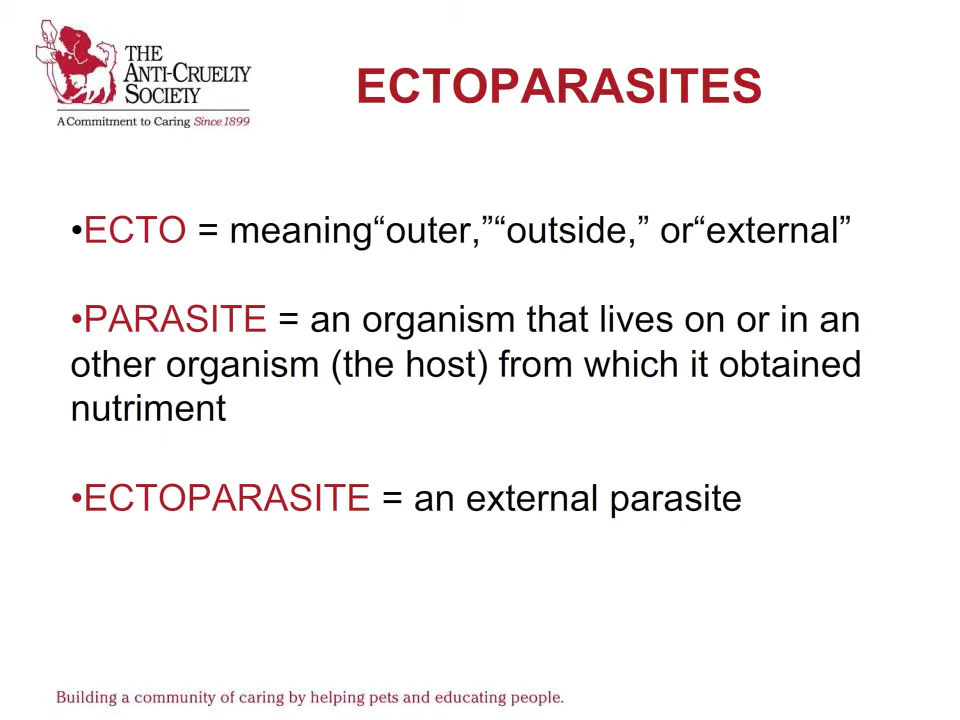 THE
ANTI-CRUELTY
SOCIETY
A Commitment to Caring Since 1899
ECTOPARASITES
•ECTO = meaning“outer,”“outside,” or“external”
•PARASITE = an organism that lives on or in an
other organism (the host) from which it obtained
nutriment
•ECTOPARASITE = an external parasite
Building a community of caring by helping pets and educating people.